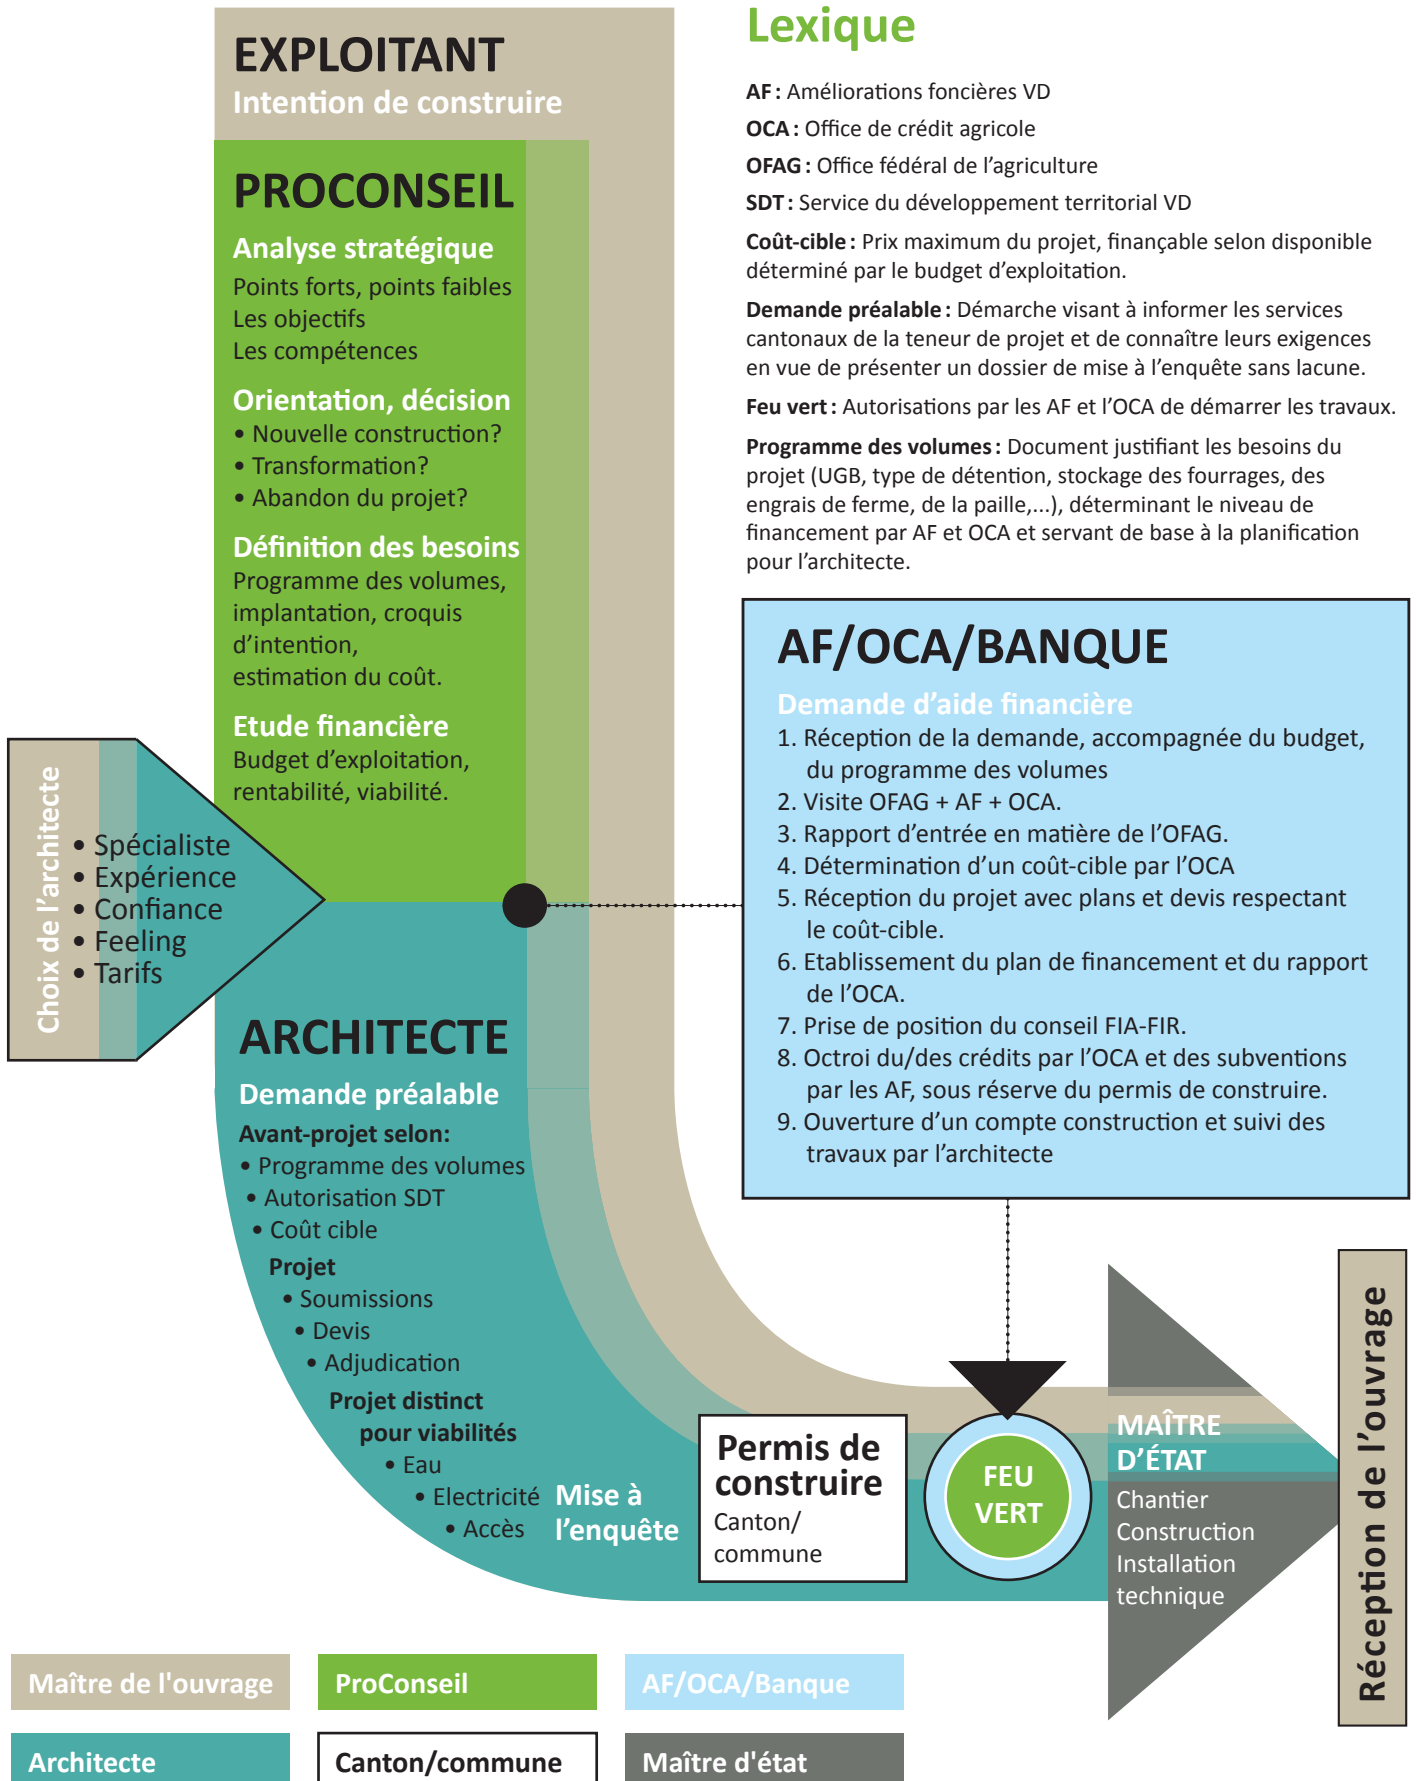 EXPLOITANT
Intention de construire
PROCONSEIL
Analyse stratégique
Points forts, points faibles
Les objectifs
Les compétences
Orientation, décision
• Nouvelle construction?
• Transformation?
• Abandon du projet?
Définition des besoins
Programme des volumes,
implantation, croquis
d’intention,
estimation du coût.
Etude financière
Budget d’exploitation,
rentabilité, viabilité.
Choix de l’architecte
• Spécialiste
• Expérience
• Confiance
• Feeling
• Tarifs
ARCHITECTE
Demande préalable
Avant-projet selon:
• Programme des volumes
• Autorisation SDT
• Coût cible
Projet
• Soumissions
• Devis
• Adjudication
Projet distinct
pour viabilités
• Eau
• Electricité
• Accès
Mise à
l’enquête
Lexique
AF : Améliorations foncières VD
OCA : Office de crédit agricole
OFAG : Office fédéral de l’agriculture
SDT : Service du développement territorial VD
Coût-cible : Prix maximum du projet, finançable selon disponible
déterminé par le budget d’exploitation.
Demande préalable : Démarche visant à informer les services
cantonaux de la teneur de projet et de connaître leurs exigences
en vue de présenter un dossier de mise à l’enquête sans lacune.
Feu vert : Autorisations par les AF et l’OCA de démarrer les travaux.
Programme des volumes : Document justifiant les besoins du
projet (UGB, type de détention, stockage des fourrages, des
engrais de ferme, de la paille,...), déterminant le niveau de
financement par AF et OCA et servant de base à la planification
pour l’architecte.
AF/OCA/BANQUE
Demande d’aide financière
1. Réception de la demande, accompagnée du budget,
du programme des volumes
2. Visite OFAG + AF + OCA.
3. Rapport d’entrée en matière de l’OFAG.
4. Détermination d’un coût-cible par l’OCA
5. Réception du projet avec plans et devis respectant
le coût-cible.
6. Etablissement du plan de financement et du rapport
de l’OCA.
7. Prise de position du conseil FIA-FIR.
8. Octroi du/des crédits par l’OCA et des subventions
par les AF, sous réserve du permis de construire.
9. Ouverture d’un compte construction et suivi des
travaux par l’architecte
Permis de
construire
Canton/
commune
FEU
VERT
MAÎTRE
D’ÉTAT
Chantier
Construction
Installation
technique
Réception de l’ouvrage
Maître de l'ouvrage
ProConseil
AF/OCA/Banque
Architecte
Canton/commune
Maître d'état